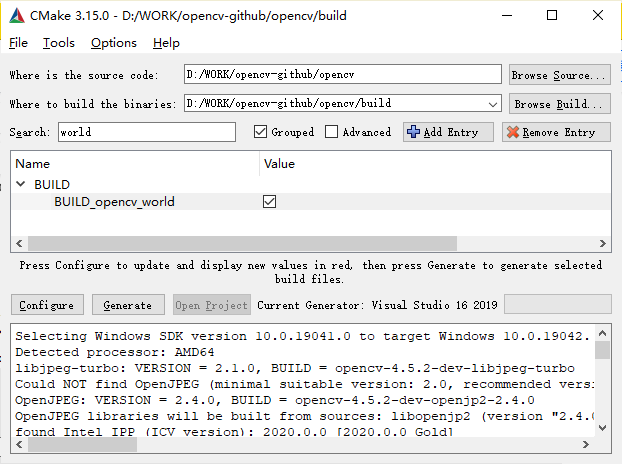 CMake 3.15.0 - D:/WORK/opencv-github/opencv/build
File Tools Options Help
Where is the source code: D:/WORK/opencv-github/opencv Browse Source...
Where to build the binaries: D:/WORK/opencv-github/opencv/build Browse Build...
Search: world Grouped Advanced Add Entry Remove Entry
Name Value
BUILD
BUILD_opencv_world
Press Configure to update and display new values in red, then press Generate to generate selected
build files.
Configure Generate Open Project Current Generator: Visual Studio 16 2019
Selecting Windows SDK version 10.0.19041.0 to target Windows 10.0.19042.
Detected processor: AMD64
libjpeg-turbo: VERSION = 2.1.0, BUILD = opencv-4.5.2-dev-libjpeg-turbo
Could NOT find OpenJPEG (minimal suitable version: 2.0, recommended versi
OpenJPEG: VERSION = 2.4.0, BUILD = opencv-4.5.2-dev-openjp2-2.4.0
OpenJPEG libraries will be built from sources: libopenjp2 (version "2.4.0
found Intel IPP (ICV version): 2020.0.0 [2020.0.0 Gold]